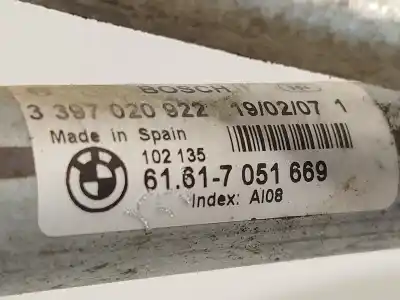 BOSCH
3 397 020 922 19/02/07 1
Made in Spain
102 135
61.61-7 051 669
Index: AI08